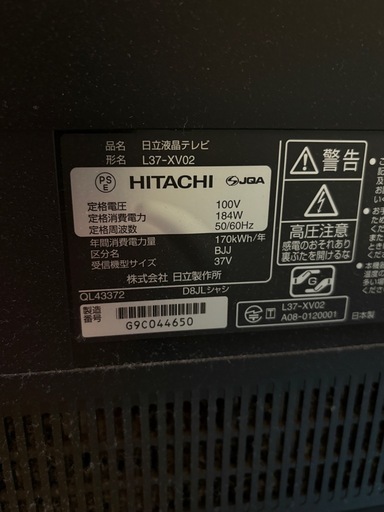 品名 日立液晶テレビ
形名 L37-XV02
PS
E
HITACHI JQA
定格電圧 100V
定格消費電力 184W
定格周波数 50/60Hz
年間消費電力量 170kWh/年
区分名 BJJ
受信機型サイズ 37V
株式会社 日立製作所
QL43372 D8JLシャシ
製造
番号
G9C044650
警告
高圧注意
感電のおそれあり
裏ぶたを開けるな
G
T L37-XV02
A08-0120001
日本製